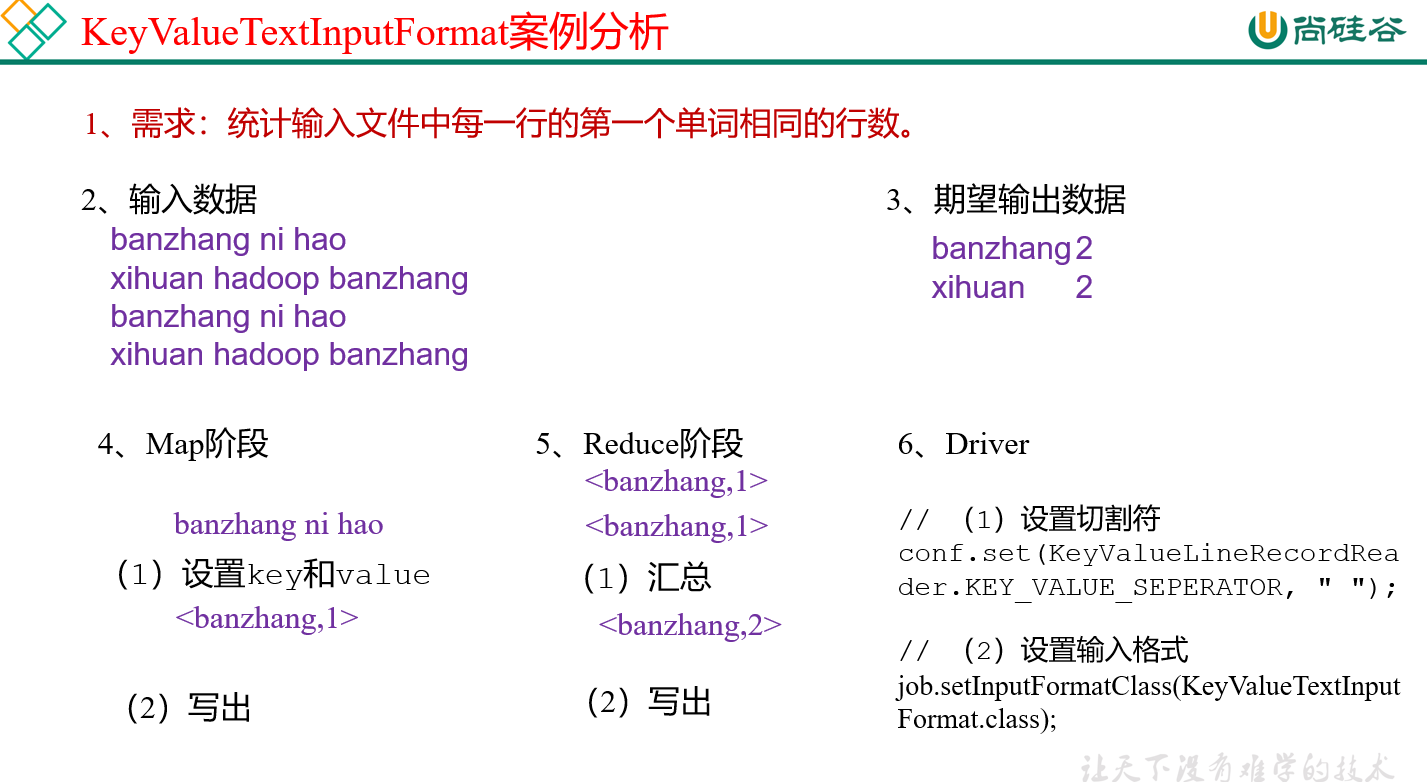 KeyValueTextInputFormat案例分析
尚硅谷
1、需求：统计输入文件中每一行的第一个单词相同的行数。
2、输入数据
banzhang ni hao
xihuan hadoop banzhang
banzhang ni hao
xihuan hadoop banzhang
3、期望输出数据
banzhang 2
xihuan 2
4、Map阶段
banzhang ni hao
（1）设置key和value
<banzhang,1>
（2）写出
5、Reduce阶段
<banzhang,1>
<banzhang,1>
（1）汇总
<banzhang,2>
（2）写出
6、Driver
// （1）设置切割符
conf.set(KeyValueLineRecordRea
der.KEY_VALUE_SEPERATOR, " ");
// （2）设置输入格式
job.setInputFormatClass(KeyValueTextInput
Format.class);
让天下没有难学的技术